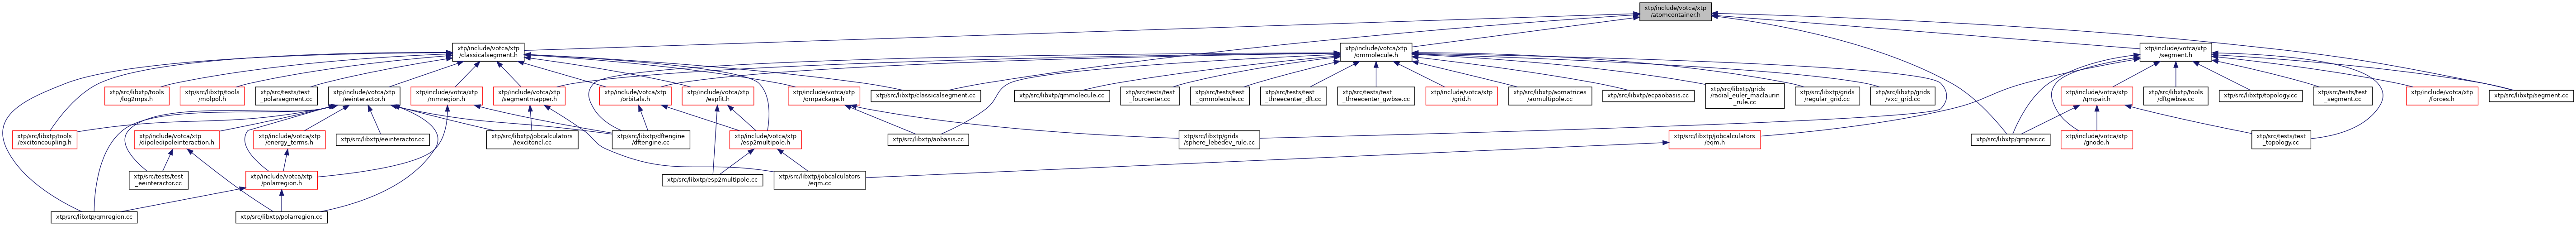 xtp/include/votca/xtp
/atomcontainer.h
xtp/include/votca/xtp
/classicalsegment.h
xtp/include/votca/xtp
/qmmolecule.h
xtp/include/votca/xtp
/segment.h
xtp/src/libxtp/tools
/log2mps.h
xtp/src/libxtp/tools
/molpol.h
xtp/src/tests/test
_polarsegment.cc
xtp/include/votca/xtp
/eeinteractor.h
xtp/include/votca/xtp
/mmregion.h
xtp/include/votca/xtp
/segmentmapper.h
xtp/include/votca/xtp
/orbitals.h
xtp/include/votca/xtp
/espfit.h
xtp/include/votca/xtp
/qmpackage.h
xtp/src/libxtp/classicalsegment.cc
xtp/src/libxtp/qmmolecule.cc
xtp/src/tests/test
_fourcenter.cc
xtp/src/tests/test
_qmmolecule.cc
xtp/src/tests/test
_threecenter_dft.cc
xtp/src/tests/test
_threecenter_gwbse.cc
xtp/include/votca/xtp
/grid.h
xtp/src/libxtp/aomatrices
/aomultipole.cc
xtp/src/libxtp/ecpaobasis.cc
xtp/src/libxtp/grids
/radial_euler_maclaurin
_rule.cc
xtp/src/libxtp/grids
/regular_grid.cc
xtp/src/libxtp/grids
/vxc_grid.cc
xtp/include/votca/xtp
/qmpair.h
xtp/src/libxtp/tools
/dftgwbse.cc
xtp/src/libxtp/topology.cc
xtp/src/tests/test
_segment.cc
xtp/include/votca/xtp
/forces.h
xtp/src/libxtp/segment.cc
xtp/src/libxtp/tools
/excitoncoupling.h
xtp/include/votca/xtp
/dipoledipoleinteraction.h
xtp/include/votca/xtp
/energy_terms.h
xtp/src/libxtp/eeinteractor.cc
xtp/src/libxtp/jobcalculators
/iexcitoncl.h
xtp/src/libxtp/dftengine
/dftengine.cc
xtp/include/votca/xtp
/esp2multipole.h
xtp/src/libxtp/aobasis.cc
xtp/src/libxtp/grids
/sphere_lebedev_rule.cc
xtp/src/libxtp/jobcalculators
/eqm.h
xtp/src/libxtp/qmpair.cc
xtp/include/votca/xtp
/gnode.h
xtp/src/tests/test
_topology.cc
xtp/src/tests/test
_eeinteractor.cc
xtp/include/votca/xtp
/polarregion.h
xtp/src/libxtp/esp2multipole.cc
xtp/src/libxtp/jobcalculators
/eqm.cc
xtp/src/libxtp/qmregion.cc
xtp/src/libxtp/polarregion.cc